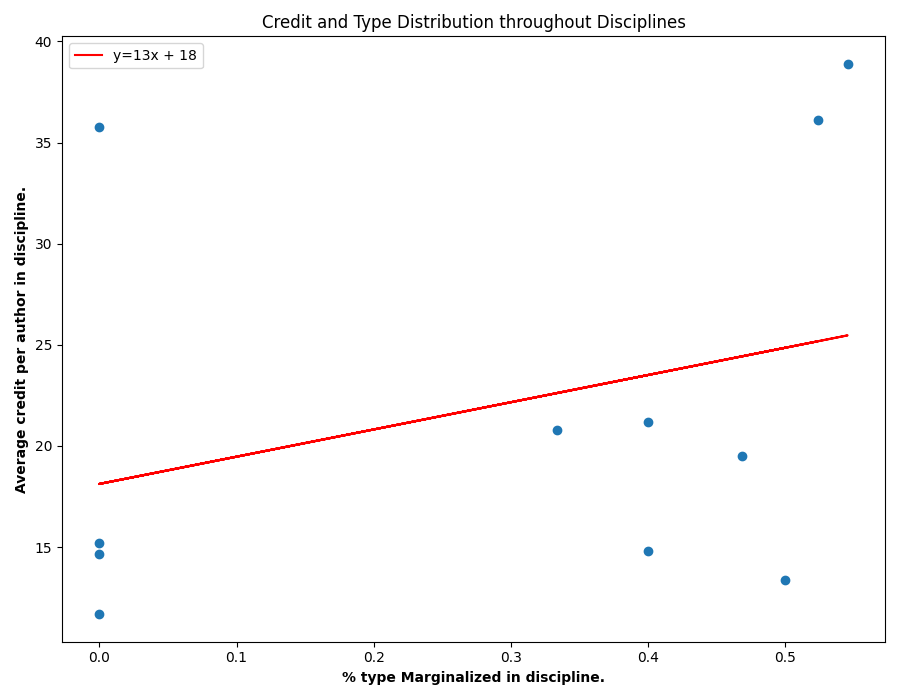 Credit and Type Distribution throughout Disciplines
y=13x + 18
40
35
30
25
20
15
Average credit per author in discipline.
0.0 0.1 0.2 0.3 0.4 0.5
% type Marginalized in discipline.